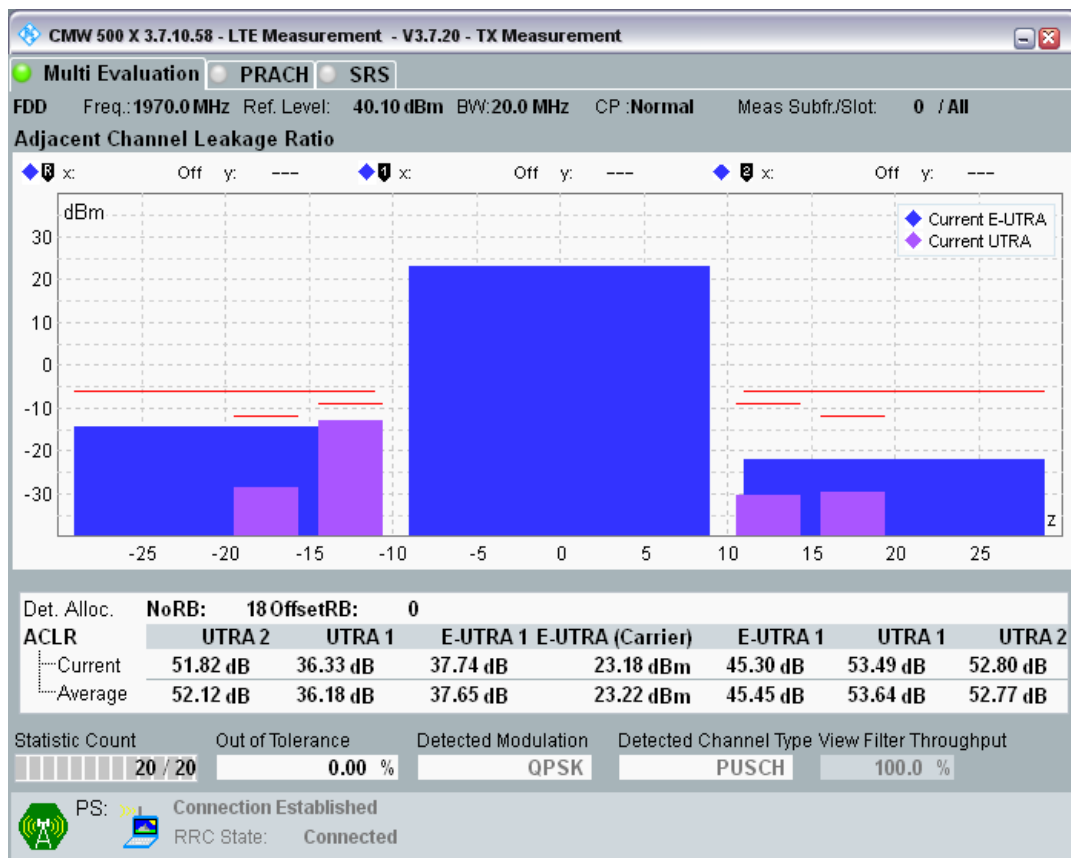 CMW 500 X 3.7.10.58 - LTE Measurement - V3.7.20 - TX Measurement
Multi Evaluation PRACH SRS
FDD Freq.:1970.0 MHz Ref. Level: 40.10 dBm BW:20.0 MHz CP :Normal Meas Subfr./Slot: 0 / All
Adjacent Channel Leakage Ratio
R x: Off y: --- 1 x: Off y: --- 2 x: Off y: ---
dBm
Current E-UTRA
Current UTRA
30
20
10
0
-10
-20
-30
z
-25 -20 -15 -10 -5 0 5 10 15 20 25
Det. Alloc. NoRB: 18 OffsetRB: 0
ACLR UTRA 2 UTRA 1 E-UTRA 1 E-UTRA (Carrier) E-UTRA 1 UTRA 1 UTRA 2
Current 51.82 dB 36.33 dB 37.74 dB 23.18 dBm 45.30 dB 53.49 dB 52.80 dB
Average 52.12 dB 36.18 dB 37.65 dB 23.22 dBm 45.45 dB 53.64 dB 52.77 dB
Statistic Count Out of Tolerance Detected Modulation Detected Channel Type View Filter Throughput
20 / 20 0.00 % QPSK PUSCH 100.0 %
PS: Connection Established
RRC State: Connected